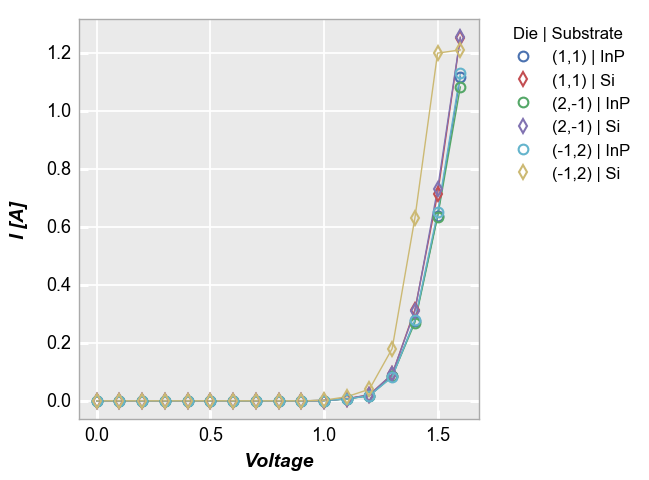 Die | Substrate
(1,1) | InP
(1,1) | Si
(2,-1) | InP
(2,-1) | Si
(-1,2) | InP
(-1,2) | Si
1.2
1.0
0.8
0.6
0.4
0.2
0.0
I [A]
0.0 0.5 1.0 1.5
Voltage